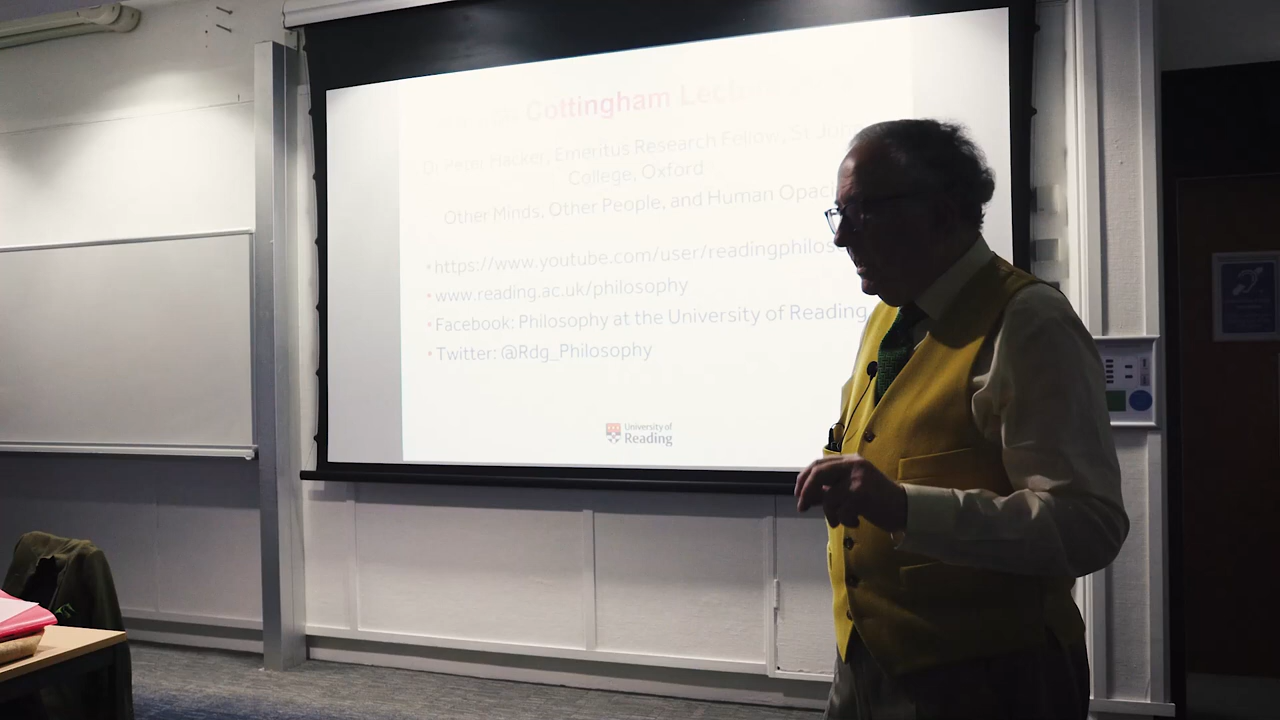 Cottingham Lecture
Dr Peter Hacker, Emeritus Research Fellow, St John
College, Oxford
Other Minds, Other People, and Human Opaci
https://www.youtube.com/user/readingphilos
www.reading.ac.uk/philosophy
Facebook: Philosophy at the University of Reading
Twitter: @Rdg_Philosophy
University of
Reading